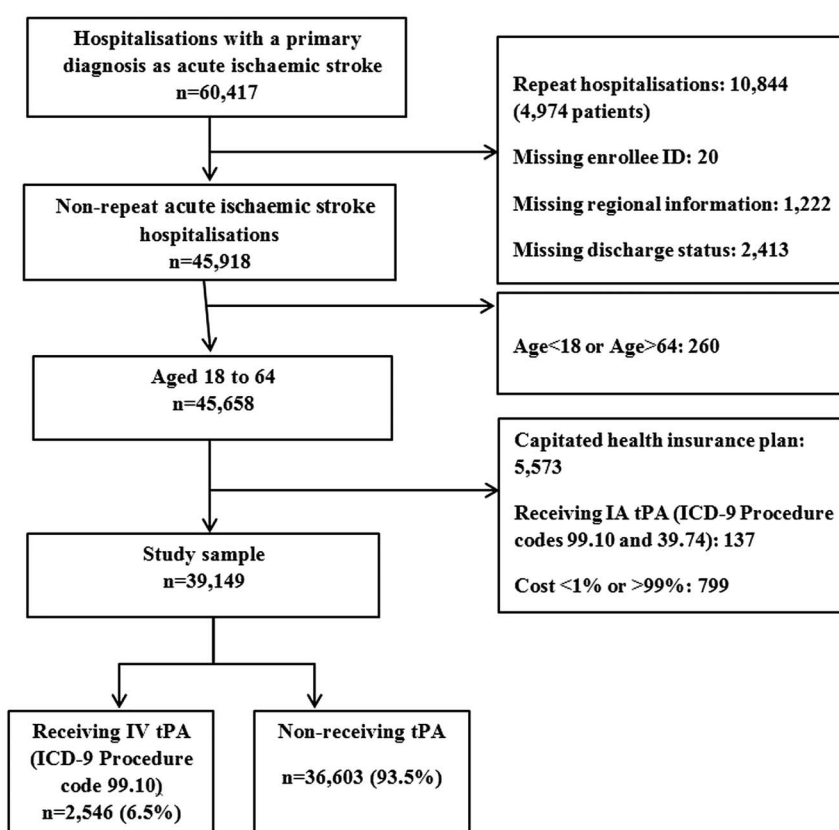 Hospitalisations with a primary
diagnosis as acute ischaemic stroke
n=60,417
Repeat hospitalisations: 10,844
(4,974 patients)
Missing enrollee ID: 20
Missing regional information: 1,222
Missing discharge status: 2,413
Non-repeat acute ischaemic stroke
hospitalisations
n=45,918
Age<18 or Age>64: 260
Aged 18 to 64
n=45,658
Capitated health insurance plan:
5,573
Receiving IA tPA (ICD-9 Procedure
codes 99.10 and 39.74): 137
Cost <1% or >99%: 799
Study sample
n=39,149
Receiving IV tPA
(ICD-9 Procedure
code 99.10)
n=2,546 (6.5%)
Non-receiving tPA
n=36,603 (93.5%)